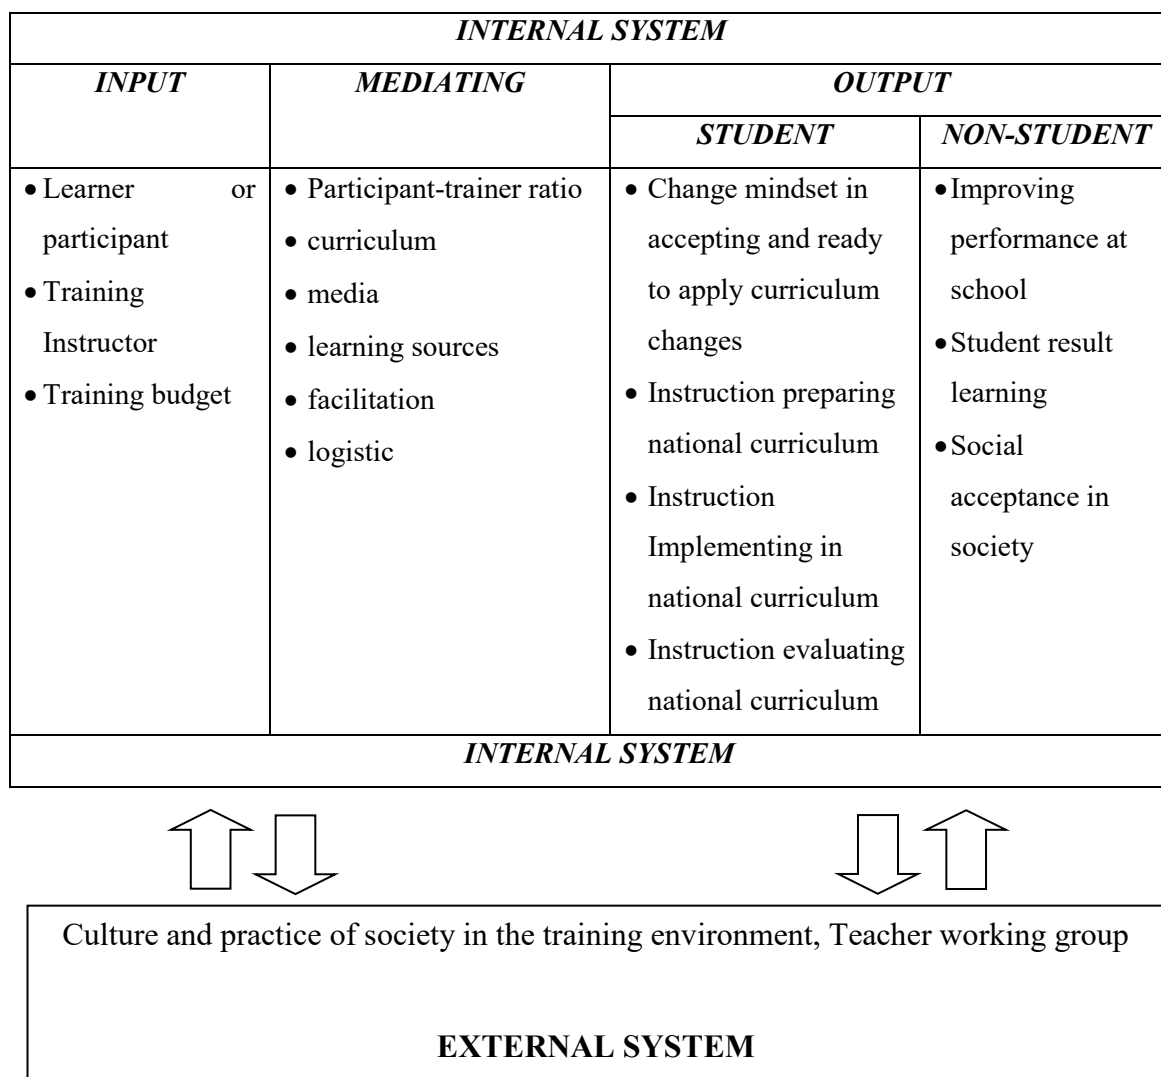 INTERNAL SYSTEM
INPUT
MEDIATING
OUTPUT
STUDENT
NON-STUDENT
• Learner or
participant
• Training
Instructor
• Training budget
• Participant-trainer ratio
• curriculum
• media
• learning sources
• facilitation
• logistic
• Change mindset in
accepting and ready
to apply curriculum
changes
• Instruction preparing
national curriculum
• Instruction
Implementing in
national curriculum
• Instruction evaluating
national curriculum
• Improving
performance at
school
• Student result
learning
• Social
acceptance in
society
INTERNAL SYSTEM
Culture and practice of society in the training environment, Teacher working group
EXTERNAL SYSTEM